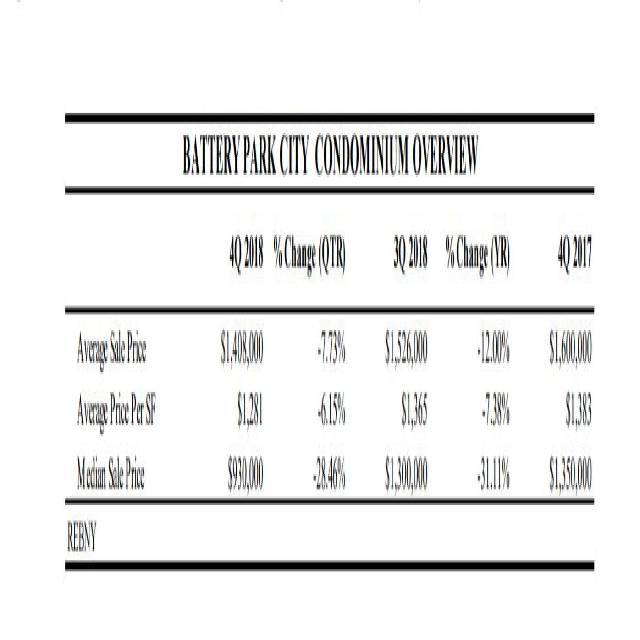 BATTERY PARK CITY CONDOMINIUM OVERVIEW
4Q 2018 % Change (QTR) 3Q 2018 % Change (YR) 4Q 2017
Average Sale Price $1,408,000 -7.73% $1,526,000 -12.00% $1,600,000
Average Price Per SF $1,281 -6.15% $1,365 -7.38% $1,383
Median Sale Price $930,000 -28.46% $1,300,000 -31.11% $1,350,000
REBNY